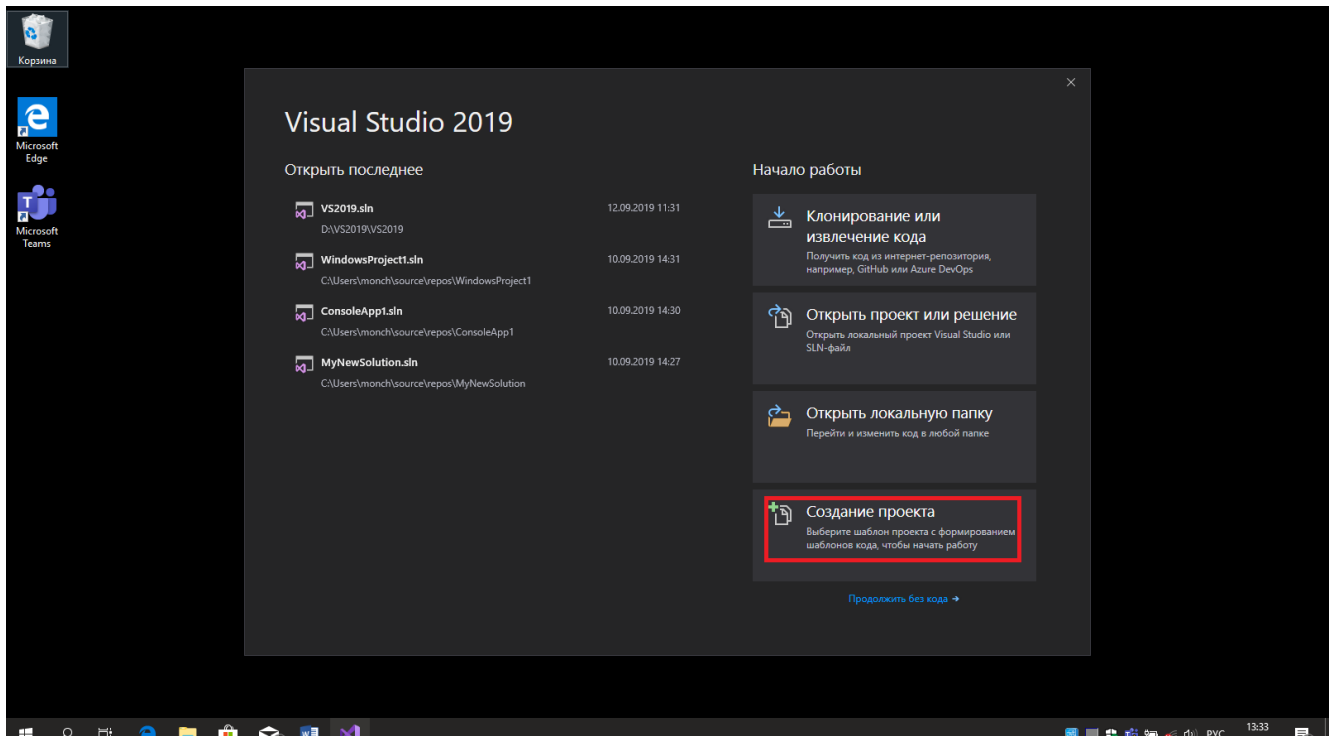 Корзина
Microsoft
Edge
Microsoft
Teams
Visual Studio 2019
Открыть последнее
VS2019.sln
12.09.2019 11:31
D:\VS2019\VS2019
WindowsProject1.sln
10.09.2019 14:31
C:\Users\monch\source\repos\WindowsProject1
ConsoleApp1.sln
10.09.2019 14:30
C:\Users\monch\source\repos\ConsoleApp1
MyNewSolution.sln
10.09.2019 14:27
C:\Users\monch\source\repos\MyNewSolution
Начало работы
Клонирование или
извлечение кода
Получить код из интернет-репозитория,
например, GitHub или Azure DevOps
Открыть проект или решение
Открыть локальный проект Visual Studio или
SLN-файл
Открыть локальную папку
Перейти и изменить код в любой папке
Создание проекта
Выберите шаблон проекта с формированием
шаблонов кода, чтобы начать работу
Продолжить без кода →
РУС
13:33